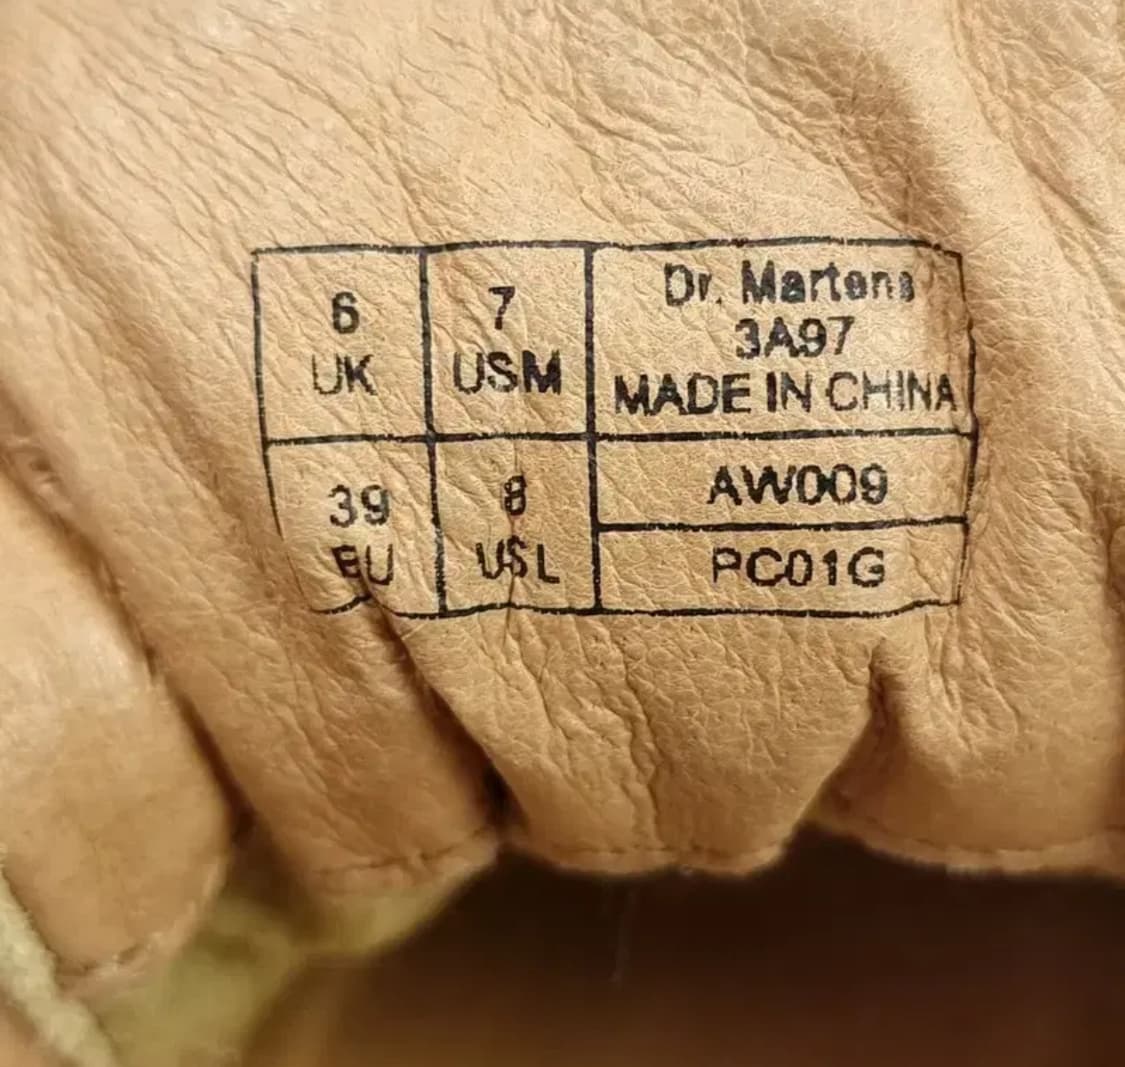 6
UK
7
USM
Dr. Martens
3A97
MADE IN CHINA
39
EU
8
USL
AW009
PC01G